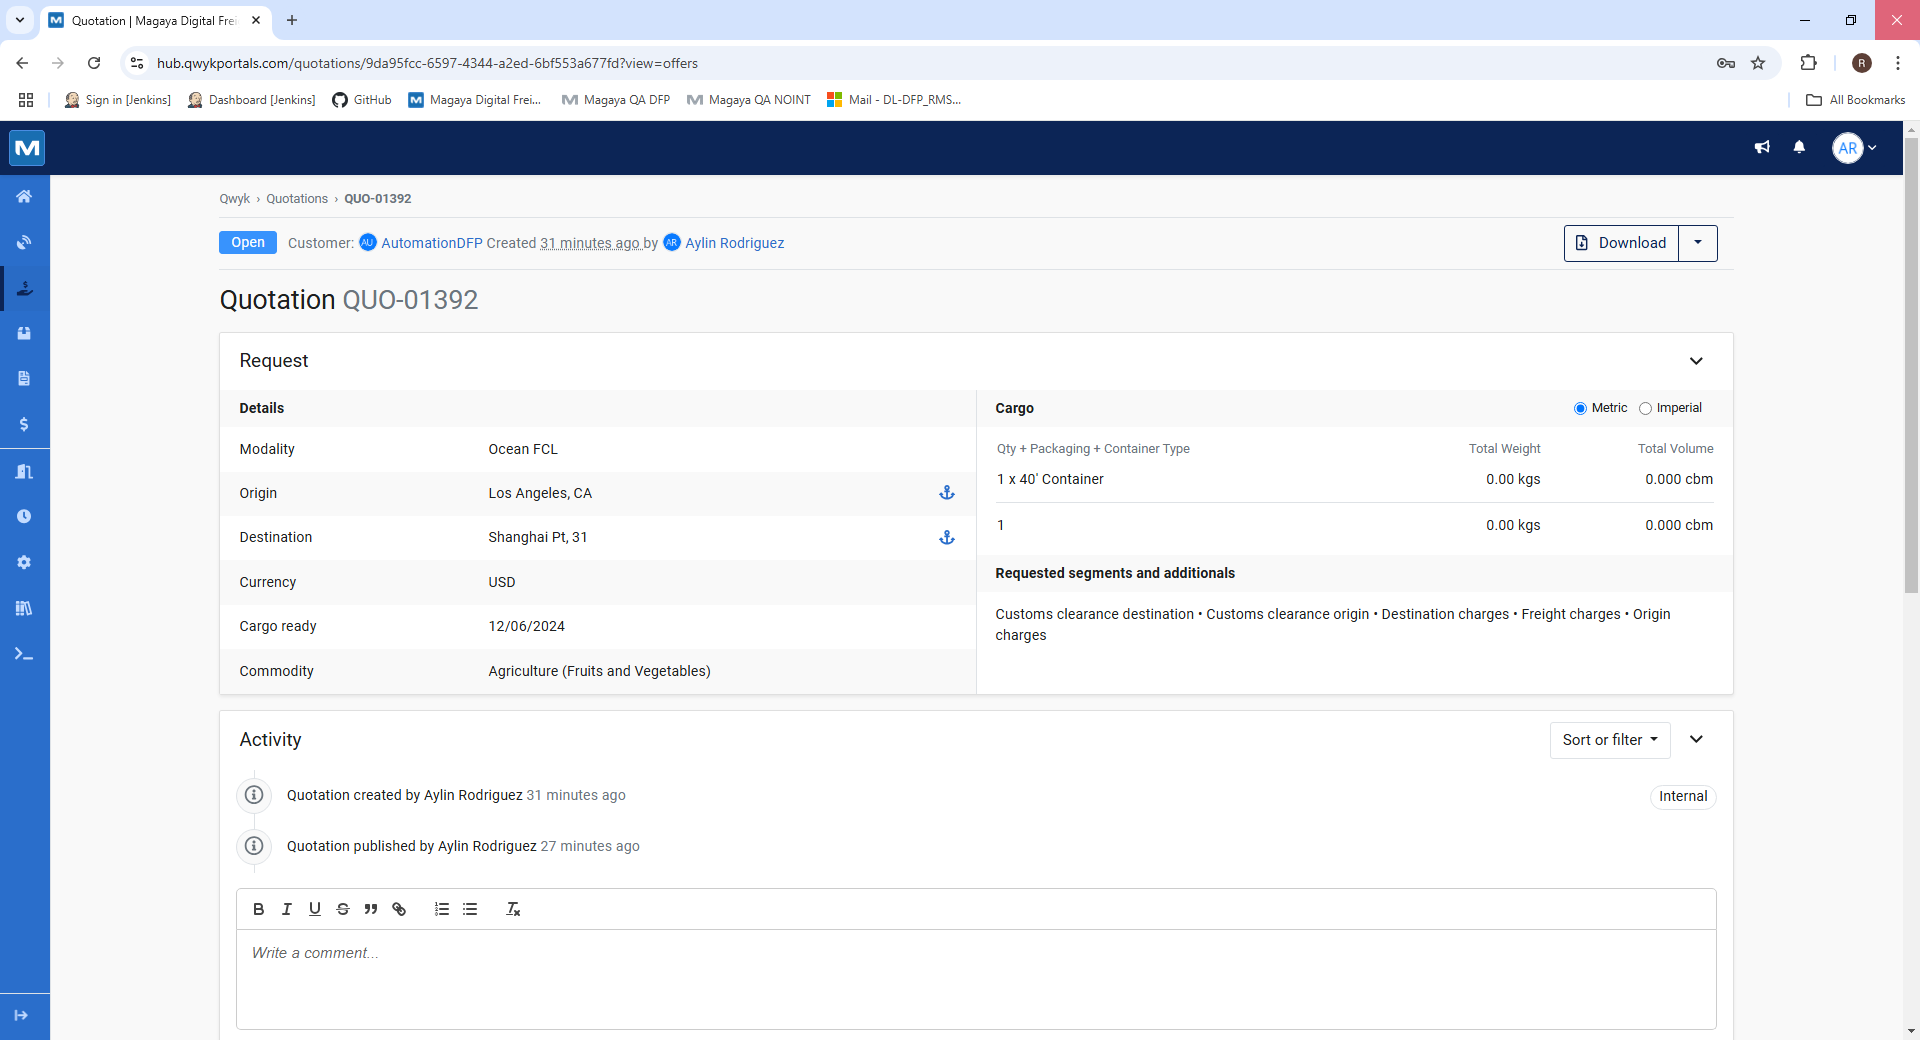 Quotation | Magaya Digital Frei
hub.qwykportals.com/quotations/9da95fcc-6597-4344-a2ed-6bf553a677fd?view=offers
R
Sign in [Jenkins]
Dashboard [Jenkins]
GitHub
Magaya Digital Frei...
Magaya QA DFP
Magaya QA NOINT
Mail - DL-DFP_RMS...
All Bookmarks
AR
Qwyk › Quotations › QUO-01392
Open
Customer: AU AutomationDFP Created 31 minutes ago by AR Aylin Rodriguez
Download
Quotation QUO-01392
Request
Details
Modality Ocean FCL
Origin Los Angeles, CA
Destination Shanghai Pt, 31
Currency USD
Cargo ready 12/06/2024
Commodity Agriculture (Fruits and Vegetables)
Cargo
Metric Imperial
Qty + Packaging + Container Type Total Weight Total Volume
1 x 40' Container 0.00 kgs 0.000 cbm
1 0.00 kgs 0.000 cbm
Requested segments and additionals
Customs clearance destination • Customs clearance origin • Destination charges • Freight charges • Origin
charges
Activity
Sort or filter
Quotation created by Aylin Rodriguez 31 minutes ago
Internal
Quotation published by Aylin Rodriguez 27 minutes ago
Write a comment...